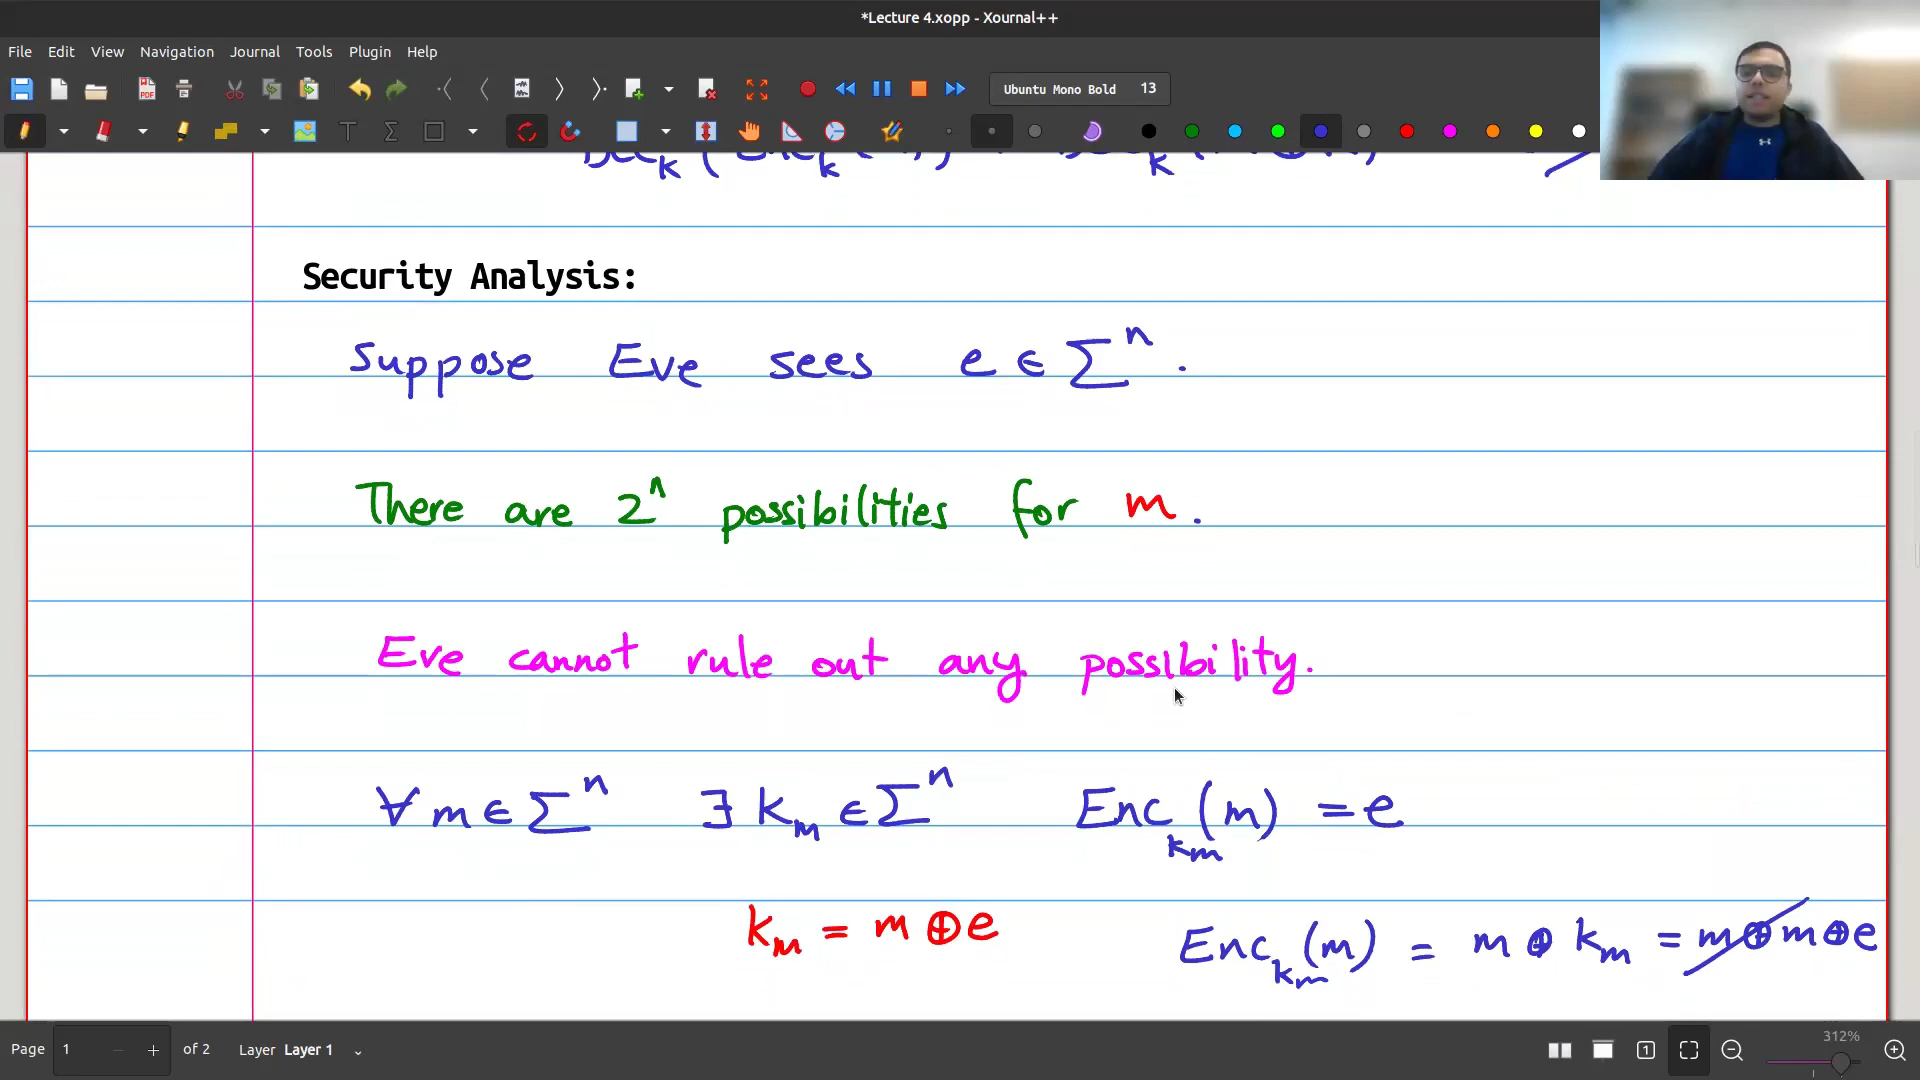 *Lecture 4.xopp - Xournal++
File Edit View Navigation Journal Tools Plugin Help
PDF Ubuntu Mono Bold 13
Security Analysis:
Suppose Eve sees e ∈ Σ^n.
There are 2^n possibilities for m.
Eve cannot rule out any possibility.
∀ m ∈ Σ^n ∃ k_m ∈ Σ^n Enc_{k_m}(m) = e
k_m = m ⊕ e
Enc_{k_m}(m) = m ⊕ k_m = m ⊕ m ⊕ e
Page 1 of 2 Layer Layer 1 1 312%